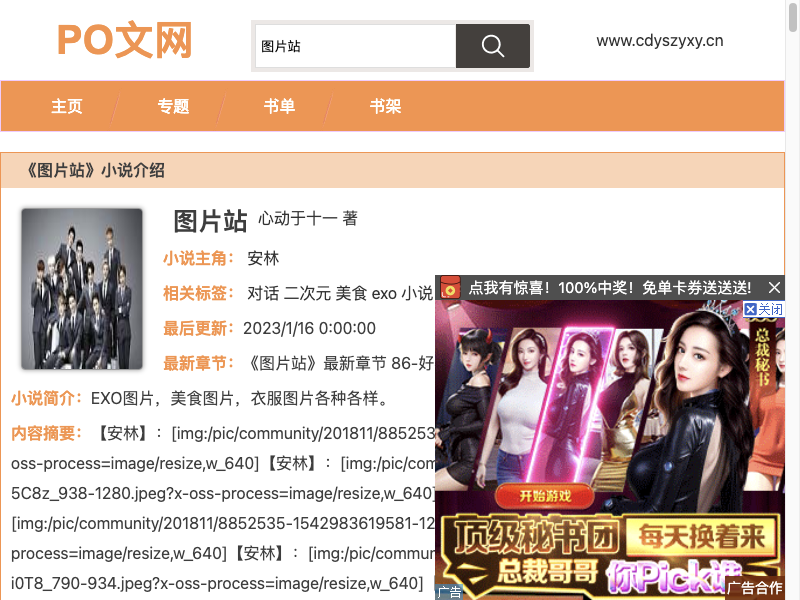 PO文网
图片站
www.cdyszyxy.cn
主页 专题 书单 书架
《图片站》小说介绍
图片站 心动于十一 著
小说主角： 安林
相关标签： 对话 二次元 美食 exo 小说
最后更新： 2023/1/16 0:00:00
最新章节： 《图片站》最新章节 86-好
小说简介： EXO图片，美食图片，衣服图片各种各样。
内容摘要： 【安林】：[img:/pic/community/201811/885253
oss-process=image/resize,w_640]【安林】：[img:/pic/com
5C8z_938-1280.jpeg?x-oss-process=image/resize,w_640]
[img:/pic/community/201811/8852535-1542983619581-12
process=image/resize,w_640]【安林】：[img:/pic/commun
i0T8_790-934.jpeg?x-oss-process=image/resize,w_640]
点我有惊喜！100%中奖！免单卡券送送送!
关闭
总裁秘书
开始游戏
顶级秘书团 每天换着来
总裁哥哥 你Pick谁
广告
广告合作